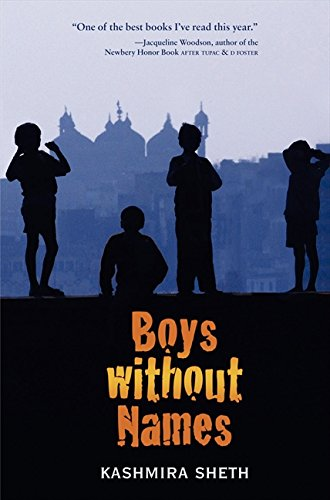 “One of the best books I’ve read this year.”
—Jacqueline Woodson, author of the
Newbery Honor Book AFTER TUPAC & D FOSTER
Boys
without
Names
KASHMIRA SHETH